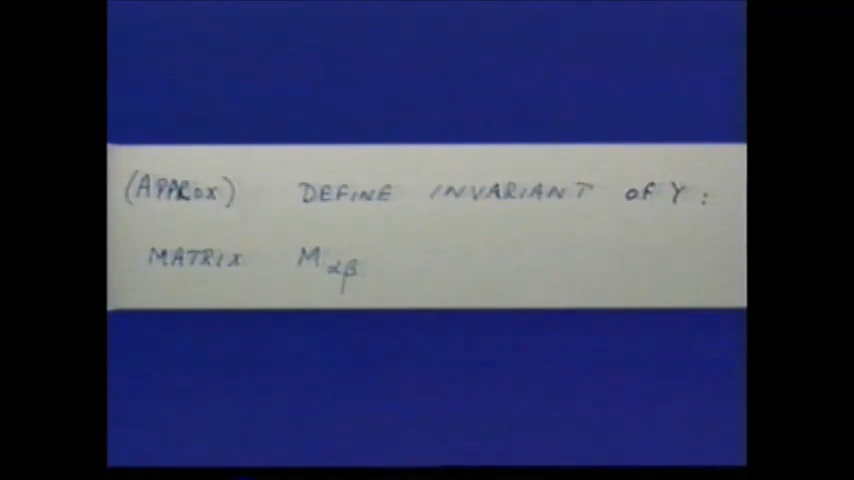 (APPROX) DEFINE INVARIANT of Y:
MATRIX M_αβ